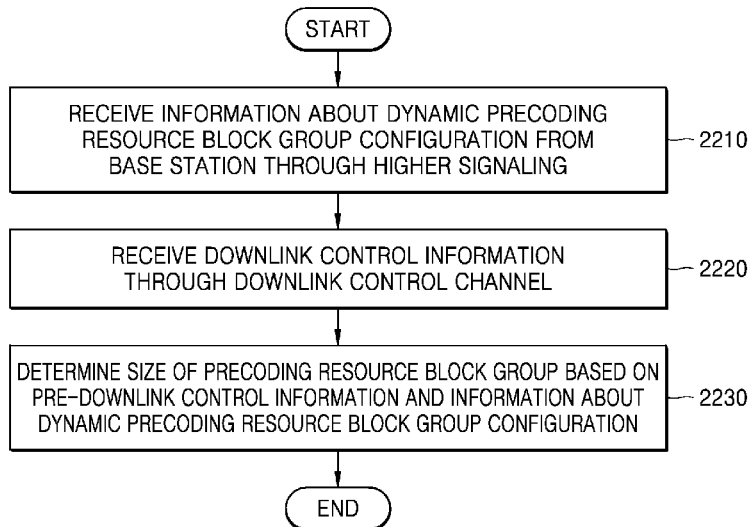 START
RECEIVE INFORMATION ABOUT DYNAMIC PRECODING
RESOURCE BLOCK GROUP CONFIGURATION FROM
BASE STATION THROUGH HIGHER SIGNALING
2210
RECEIVE DOWNLINK CONTROL INFORMATION
THROUGH DOWNLINK CONTROL CHANNEL
2220
DETERMINE SIZE OF PRECODING RESOURCE BLOCK GROUP BASED ON
PRE-DOWNLINK CONTROL INFORMATION AND INFORMATION ABOUT
DYNAMIC PRECODING RESOURCE BLOCK GROUP CONFIGURATION
2230
END